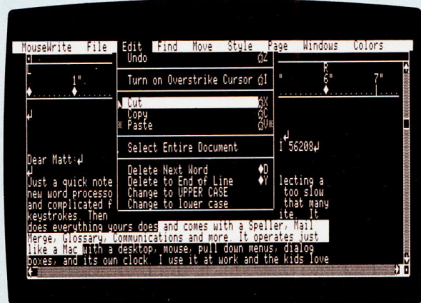 MouseWrite File Edit Find Move Style Page Windows Colors
Undo Z
Turn on Overstrike Cursor I
Cut X
Copy C
Paste V
Select Entire Document
Delete Next Word D
Delete to End of Line Y
Change to UPPER CASE
Change to lower case
1" 6" 7"
R
I 56208
Dear Matt:
Just a quick note lecting a
new word processo too slow
and complicated f that many
keystrokes. Then ite. It
does everything yours does and comes with a Speller, Mail
Merge, Glossary, Communications and more. It operates just
like a Mac with a desktop, mouse, pull down menus, dialog
boxes, and its own clock. I use it at work and the kids love